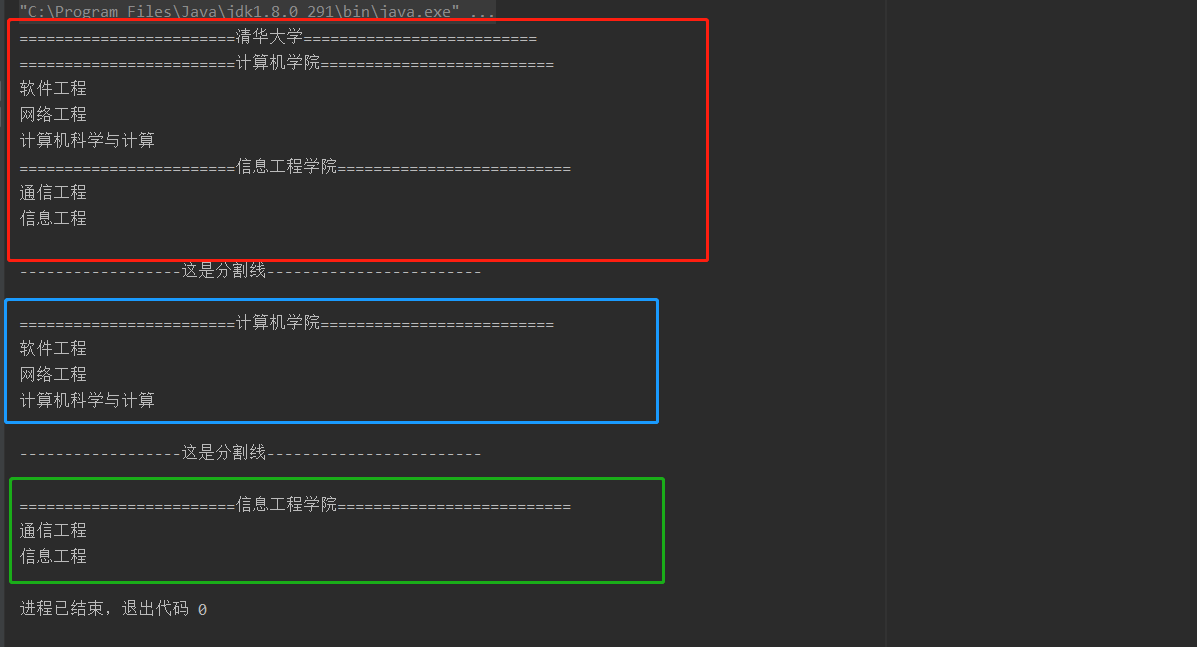 "C:\Program Files\Java\jdk1.8.0_291\bin\java.exe" ...
========================清华大学==========================
========================计算机学院==========================
软件工程
网络工程
计算机科学与计算
========================信息工程学院==========================
通信工程
信息工程
------------------这是分割线------------------------
========================计算机学院==========================
软件工程
网络工程
计算机科学与计算
------------------这是分割线------------------------
========================信息工程学院==========================
通信工程
信息工程
进程已结束，退出代码 0